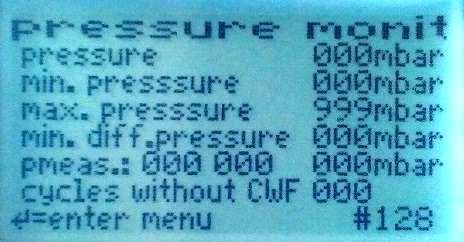 pressure monit
pressure 000mbar
min. presssure 000mbar
max. presssure 999mbar
min. diff.pressure 000mbar
pmeas.: 000 000 000mbar
cycles without CWF 000
↵=enter menu #128